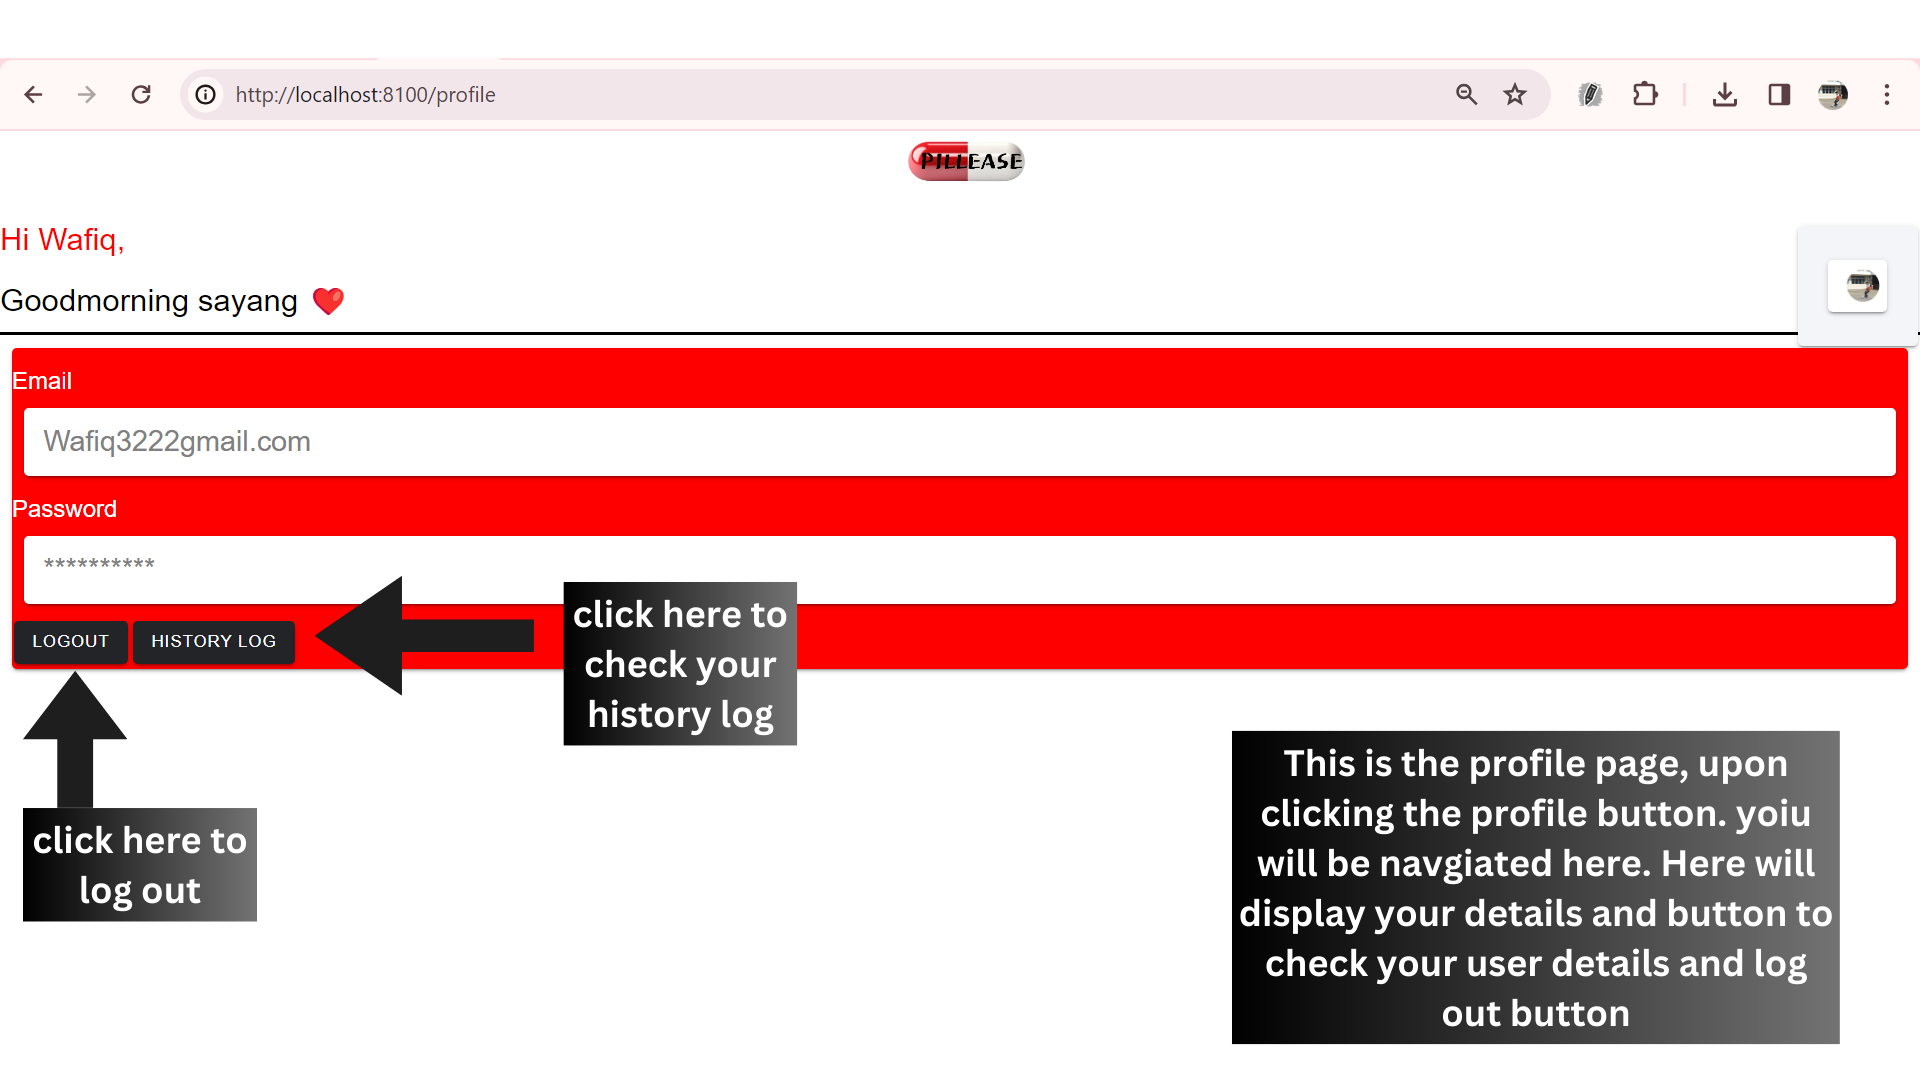 http://localhost:8100/profile
PILLEASE
Hi Wafiq,
Goodmorning sayang ❤️
Email
Wafiq3222gmail.com
Password
**********
LOGOUT
HISTORY LOG
click here to
check your
history log
click here to
log out
This is the profile page, upon
clicking the profile button. yoiu
will be navgiated here. Here will
display your details and button to
check your user details and log
out button